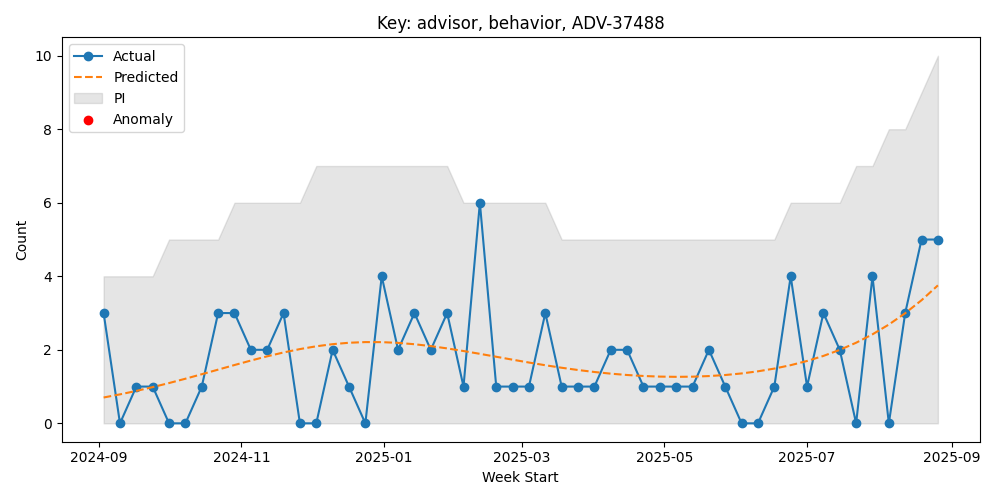 Key: advisor, behavior, ADV-37488
Actual
Predicted
PI
Anomaly
10
8
6
4
2
0
Count
2024-09
2024-11
2025-01
2025-03
2025-05
2025-07
2025-09
Week Start